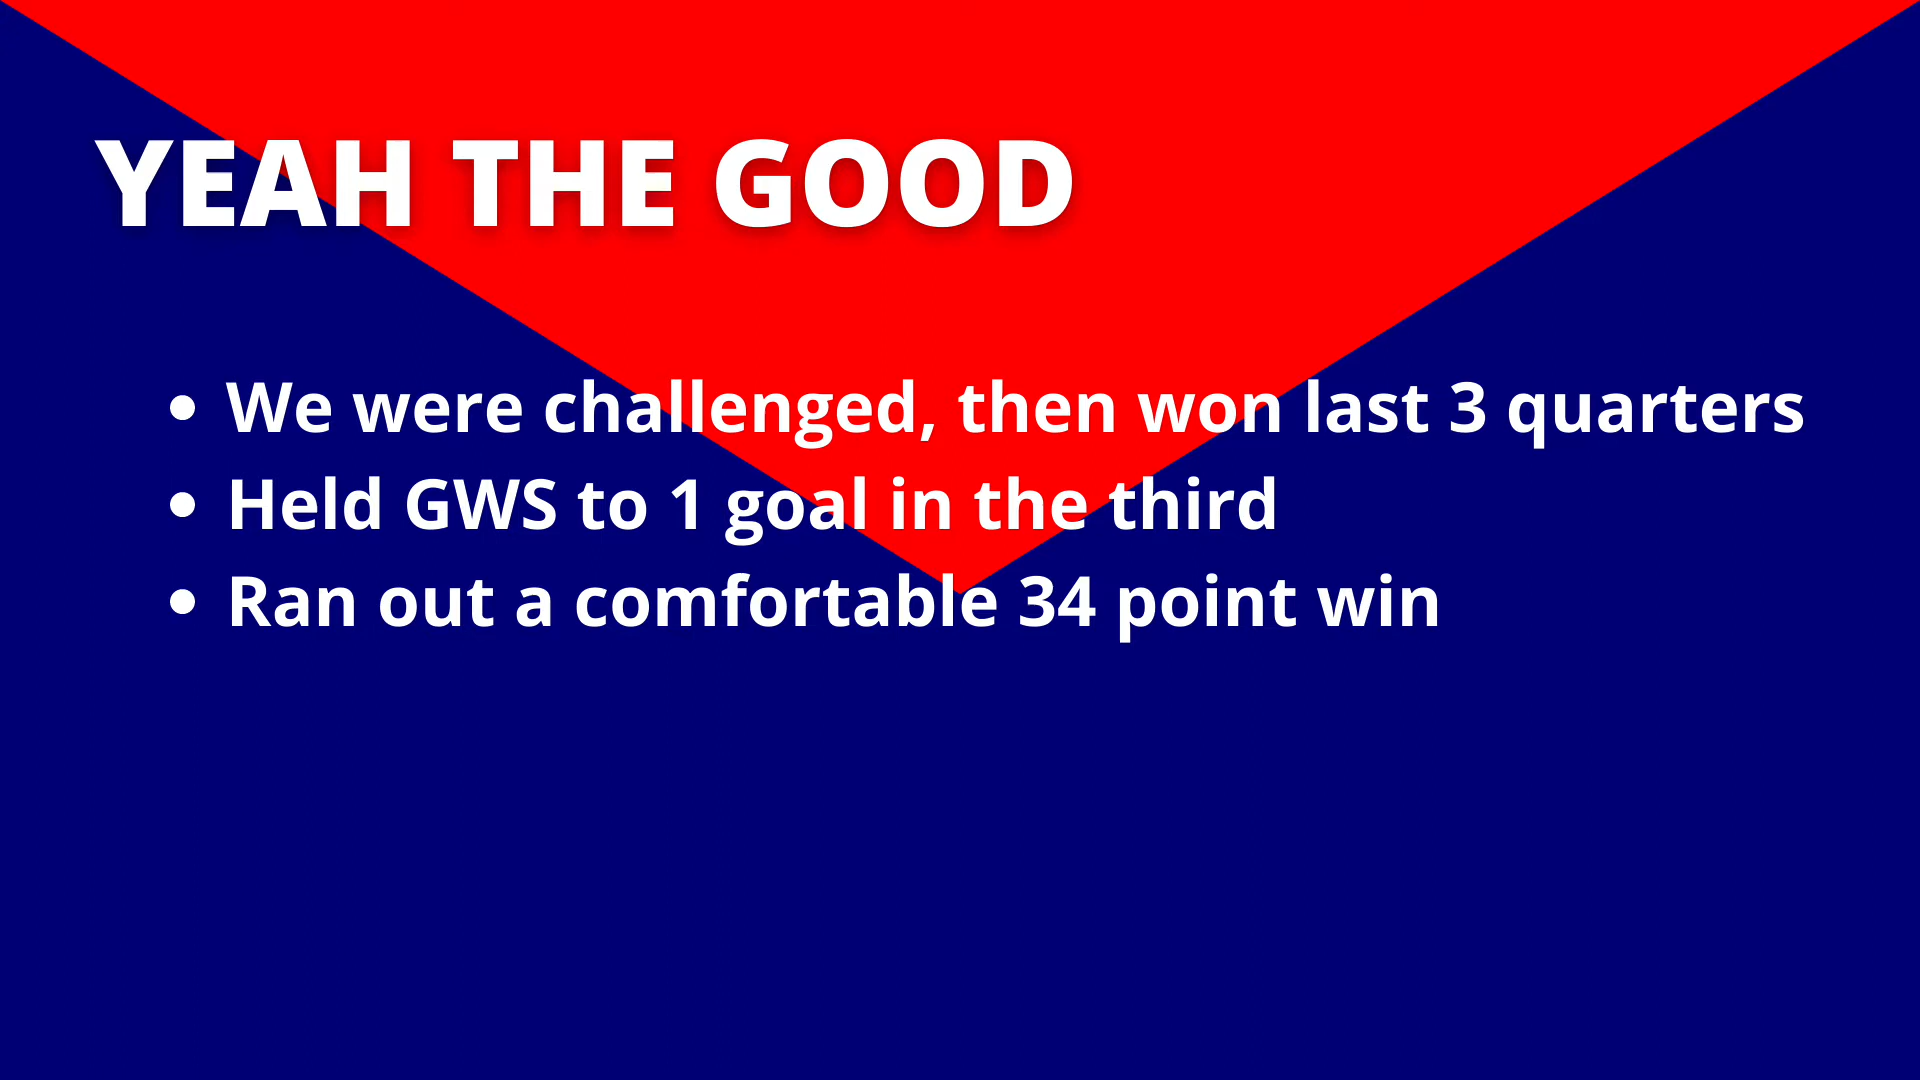 YEAH THE GOOD
• We were challenged, then won last 3 quarters
• Held GWS to 1 goal in the third
• Ran out a comfortable 34 point win